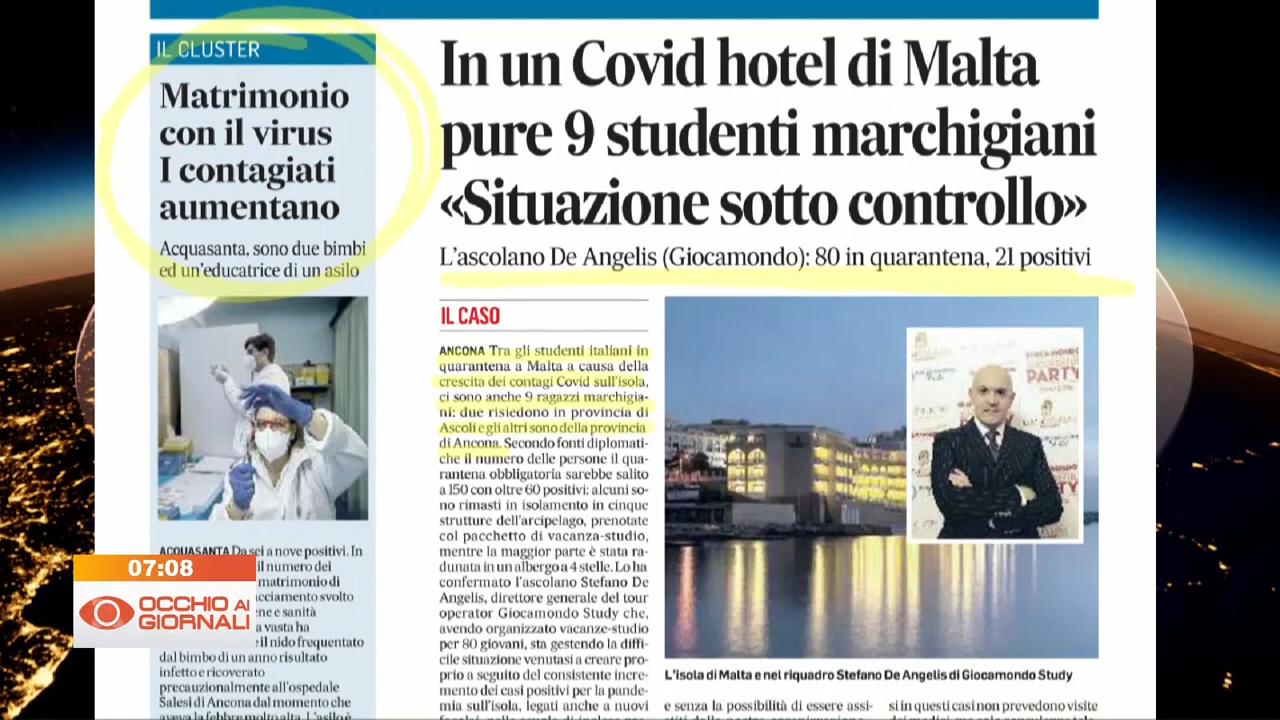 IL CLUSTER
Matrimonio
con il virus
I contagiati
aumentano
Acquasanta, sono due bimbi
ed un'educatrice di un asilo
ACQUASANTA Da sei a nove positivi. In
il numero dei
matrimonio di
acciamento svolto
ene e sanità
a vasta ha
e il nido frequentato
dal bimbo di un anno risultato
infetto e ricoverato
precauzionalmente all'ospedale
Salesi di Ancona dal momento che
aveva la febbre molto alta. L'asilo è
07:08
OCCHIO AI
GIORNALI
In un Covid hotel di Malta
pure 9 studenti marchigiani
«Situazione sotto controllo»
L'ascolano De Angelis (Giocamondo): 80 in quarantena, 21 positivi
IL CASO
ANCONA Tra gli studenti italiani in
quarantena a Malta a causa della
crescita dei contagi Covid sull'isola,
ci sono anche 9 ragazzi marchigia-
ni: due risiedono in provincia di
Ascoli e gli altri sono della provincia
di Ancona. Secondo fonti diplomati-
che il numero delle persone il qua-
rantena obbligatoria sarebbe salito
a 150 con oltre 60 positivi: alcuni so-
no rimasti in isolamento in cinque
strutture dell'arcipelago, prenotate
col pacchetto di vacanza-studio,
mentre la maggior parte è stata ra-
dunata in un albergo a 4 stelle. Lo ha
confermato l'ascolano Stefano De
Angelis, direttore generale del tour
operator Giocamondo Study che,
avendo organizzato vacanze-studio
per 80 giovani, sta gestendo la diffi-
cile situazione venutasi a creare pro-
prio a seguito del consistente incre-
mento dei casi positivi per la pande-
mia sull'isola, legati anche a nuovi
PARTY
L'isola di Malta e nel riquadro Stefano De Angelis di Giocamondo Study
e senza la possibilità di essere assi-
si in questi casi non prevedono visite